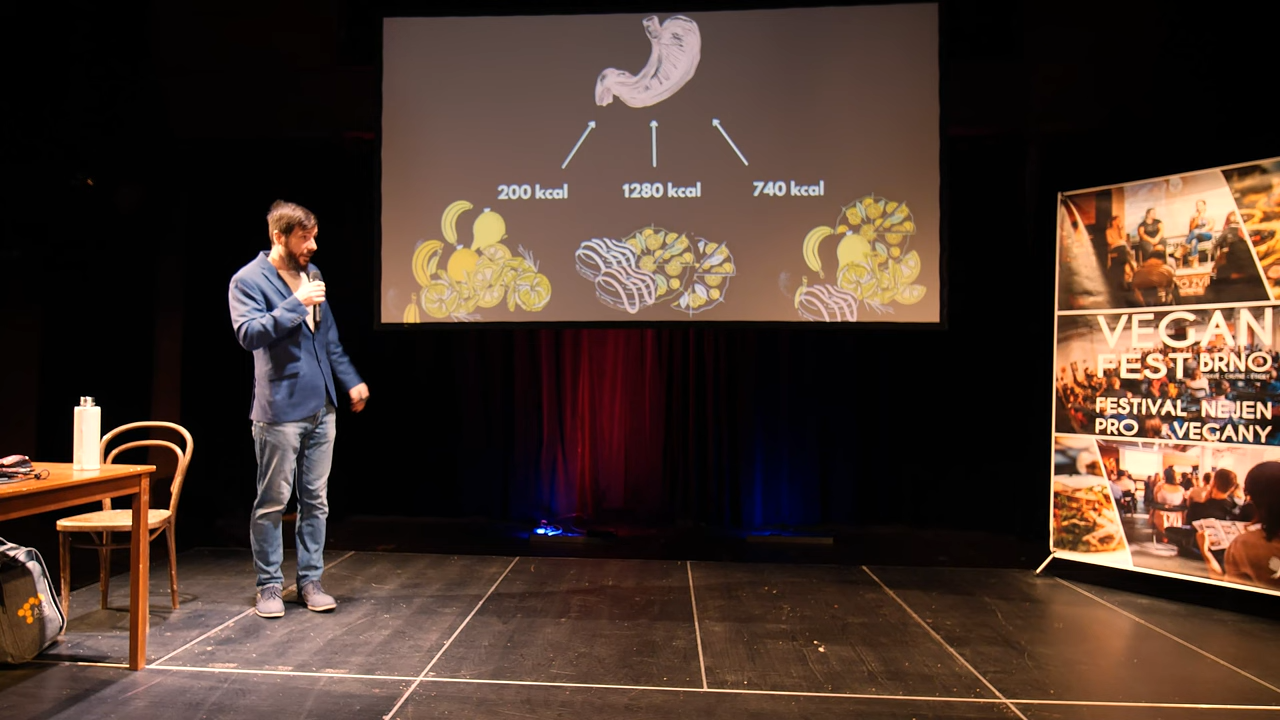 200 kcal
1280 kcal
740 kcal
VEGAN
FEST BRNO
FESTIVAL NEJEN
PRO VEGANY